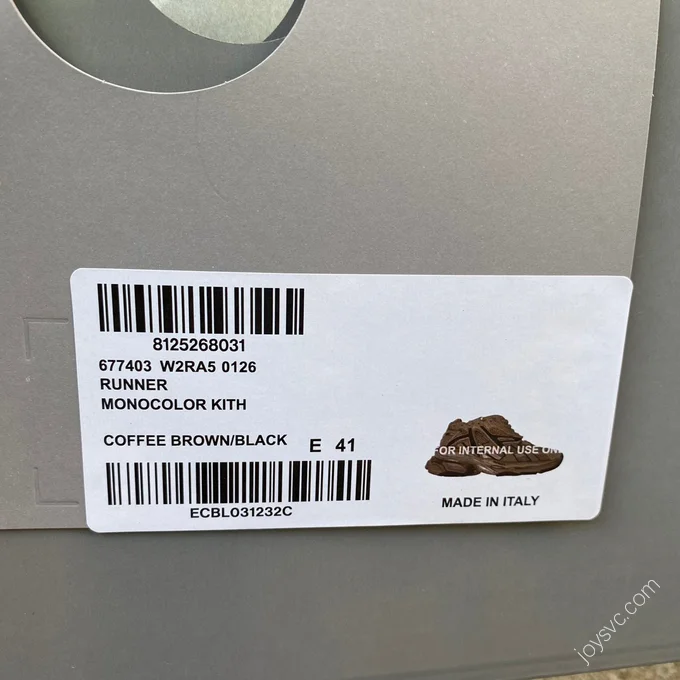 8125268031
677403 W2RA5 0126
RUNNER
MONOCOLOR KITH
COFFEE BROWN/BLACK E 41
FOR INTERNAL USE ON
ECBL031232C
MADE IN ITALY
joysvc.com